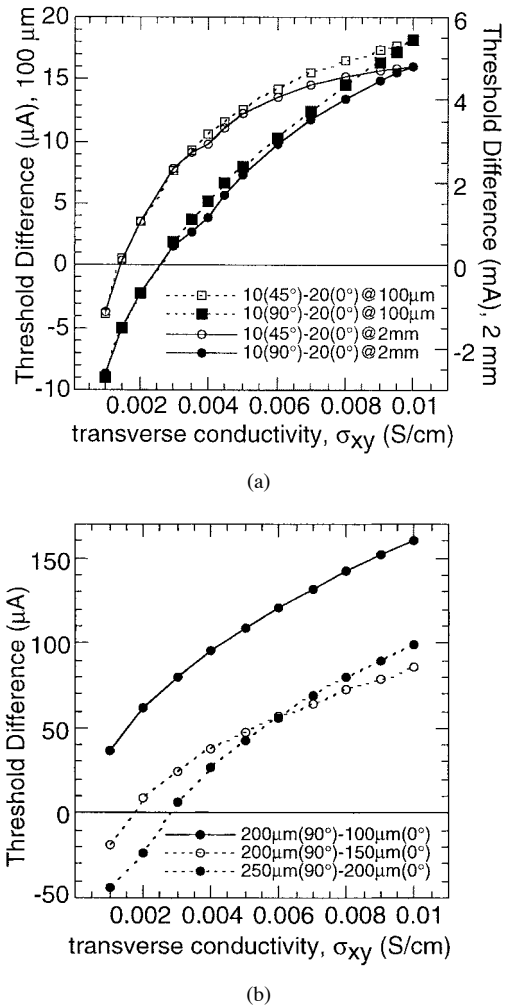 20
15
10
5
0
-5
-10
6
4
2
0
-2
Threshold Difference (μA), 100 μm
Threshold Difference (mA), 2 mm
10(45°)-20(0°)@100μm
10(90°)-20(0°)@100μm
10(45°)-20(0°)@2mm
10(90°)-20(0°)@2mm
0.002 0.004 0.006 0.008 0.01
transverse conductivity, σxy (S/cm)
(a)
150
100
50
0
-50
Threshold Difference (μA)
200μm(90°)-100μm(0°)
200μm(90°)-150μm(0°)
250μm(90°)-200μm(0°)
0.002 0.004 0.006 0.008 0.01
transverse conductivity, σxy (S/cm)
(b)